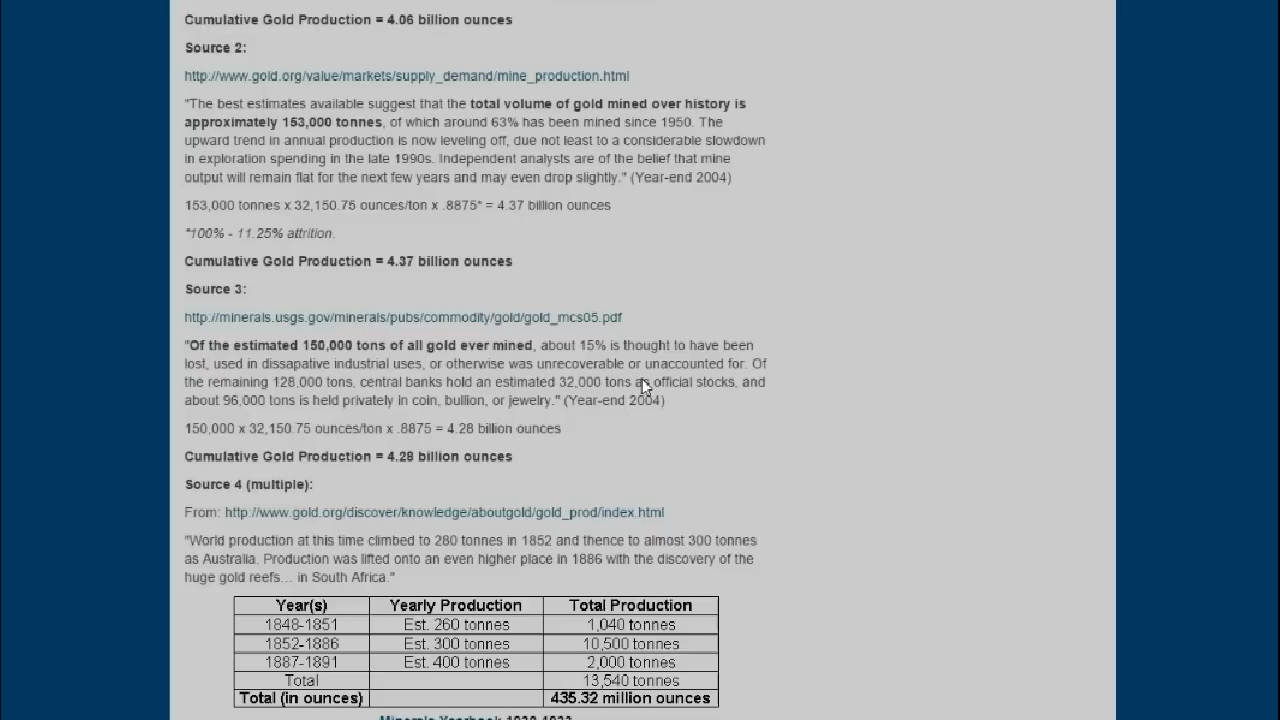 Cumulative Gold Production = 4.06 billion ounces
Source 2:
http://www.gold.org/value/markets/supply_demand/mine_production.html
"The best estimates available suggest that the total volume of gold mined over history is
approximately 153,000 tonnes, of which around 63% has been mined since 1950. The
upward trend in annual production is now leveling off, due not least to a considerable slowdown
in exploration spending in the late 1990s. Independent analysts are of the belief that mine
output will remain flat for the next few years and may even drop slightly." (Year-end 2004)
153,000 tonnes x 32,150.75 ounces/ton x .8875* = 4.37 billion ounces
*100% - 11.25% attrition.
Cumulative Gold Production = 4.37 billion ounces
Source 3:
http://minerals.usgs.gov/minerals/pubs/commodity/gold/gold_mcs05.pdf
"Of the estimated 150,000 tons of all gold ever mined, about 15% is thought to have been
lost, used in dissapative industrial uses, or otherwise was unrecoverable or unaccounted for. Of
the remaining 128,000 tons, central banks hold an estimated 32,000 tons as official stocks, and
about 96,000 tons is held privately in coin, bullion, or jewelry." (Year-end 2004)
150,000 x 32,150.75 ounces/ton x .8875 = 4.28 billion ounces
Cumulative Gold Production = 4.28 billion ounces
Source 4 (multiple):
From: http://www.gold.org/discover/knowledge/aboutgold/gold_prod/index.html
"World production at this time climbed to 280 tonnes in 1852 and thence to almost 300 tonnes
as Australia. Production was lifted onto an even higher place in 1886 with the discovery of the
huge gold reefs... in South Africa."
Year(s) Yearly Production Total Production
1848-1851 Est. 260 tonnes 1,040 tonnes
1852-1886 Est. 300 tonnes 10,500 tonnes
1887-1891 Est. 400 tonnes 2,000 tonnes
Total 13,540 tonnes
Total (in ounces) 435.32 million ounces
Minerals Yearbook